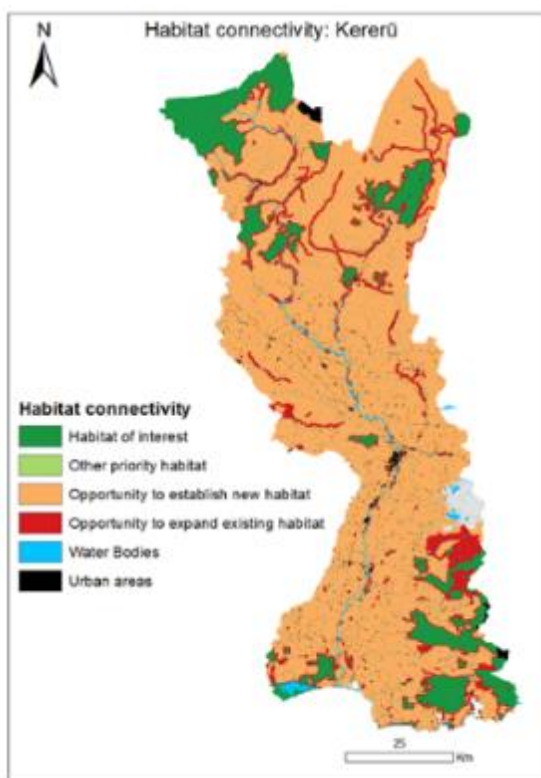 N
Habitat connectivity: Kererū
Habitat connectivity
Habitat of interest
Other priority habitat
Opportunity to establish new habitat
Opportunity to expand existing habitat
Water Bodies
Urban areas
25
Km